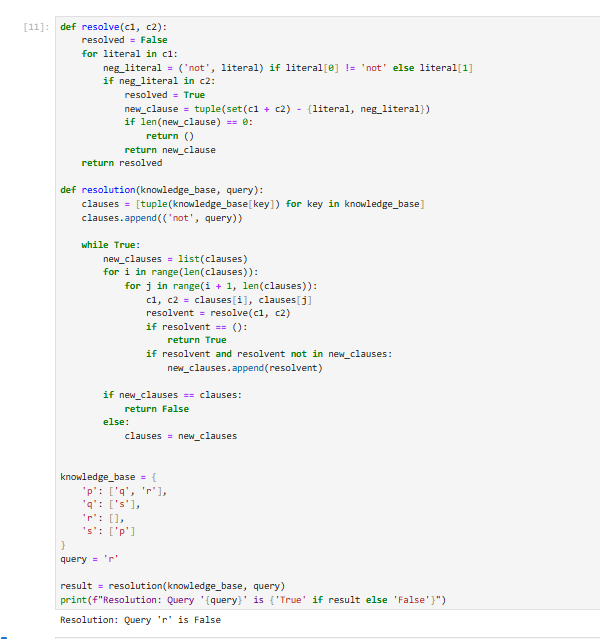 [11]: def resolve(c1, c2):
    resolved = False
    for literal in c1:
        neg_literal = ('not', literal) if literal[0] != 'not' else literal[1]
        if neg_literal in c2:
            resolved = True
            new_clause = tuple(set(c1 + c2) - {literal, neg_literal})
            if len(new_clause) == 0:
                return ()
            return new_clause
    return resolved

def resolution(knowledge_base, query):
    clauses = [tuple(knowledge_base[key]) for key in knowledge_base]
    clauses.append(('not', query))

    while True:
        new_clauses = list(clauses)
        for i in range(len(clauses)):
            for j in range(i + 1, len(clauses)):
                c1, c2 = clauses[i], clauses[j]
                resolvent = resolve(c1, c2)
                if resolvent == ():
                    return True
                if resolvent and resolvent not in new_clauses:
                    new_clauses.append(resolvent)

        if new_clauses == clauses:
            return False
        else:
            clauses = new_clauses


knowledge_base = {
    'p': ['q', 'r'],
    'q': ['s'],
    'r': [],
    's': ['p']
}
query = 'r'

result = resolution(knowledge_base, query)
print(f"Resolution: Query '{query}' is {'True' if result else 'False'}")
Resolution: Query 'r' is False